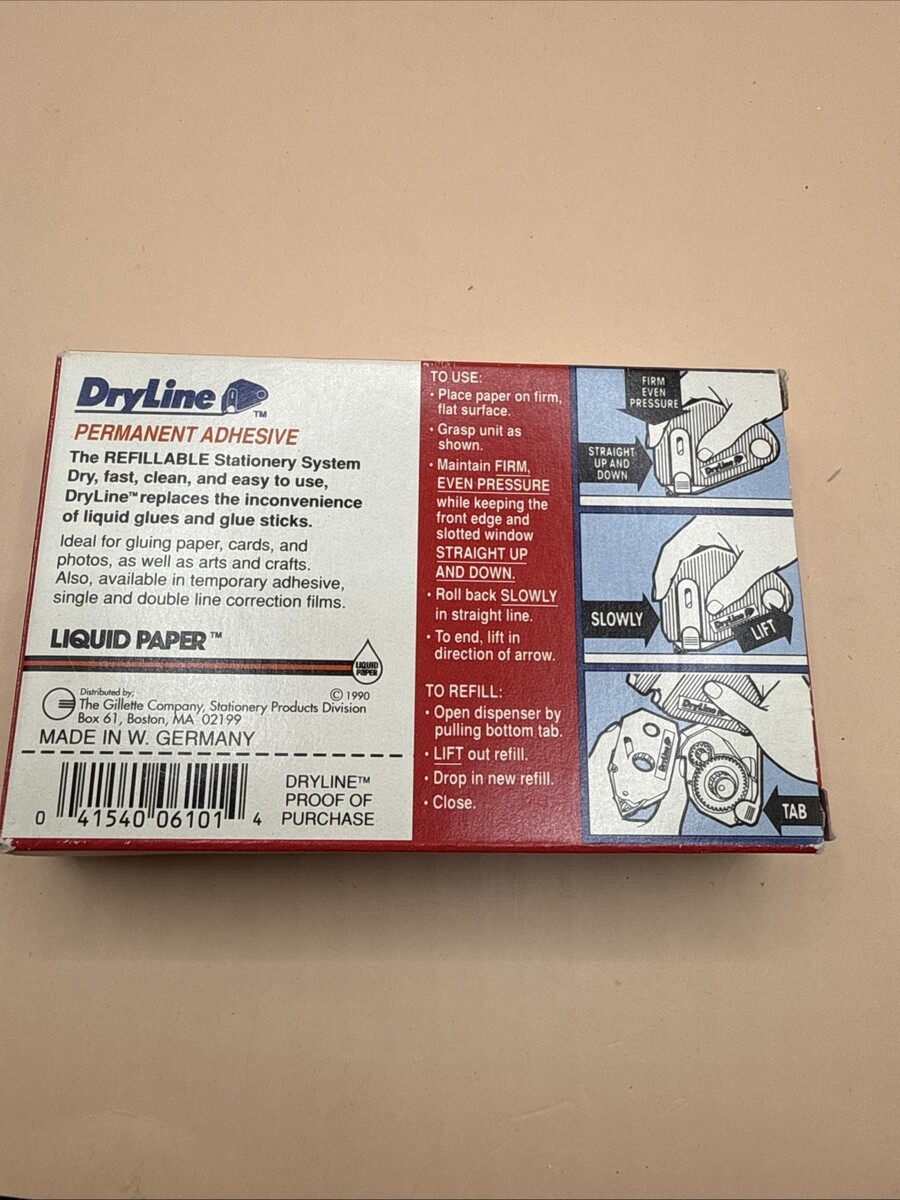 DryLine™
PERMANENT ADHESIVE
The REFILLABLE Stationery System
Dry, fast, clean, and easy to use,
DryLine™ replaces the inconvenience
of liquid glues and glue sticks.
Ideal for gluing paper, cards, and
photos, as well as arts and crafts.
Also, available in temporary adhesive,
single and double line correction films.
LIQUID PAPER™
LIQUID
PAPER
Distributed by;
© 1990
The Gillette Company, Stationery Products Division
Box 61, Boston, MA 02199
MADE IN W. GERMANY
0 41540 06101 4
DRYLINE™
PROOF OF
PURCHASE
TO USE:
• Place paper on firm,
flat surface.
• Grasp unit as
shown.
• Maintain FIRM,
EVEN PRESSURE
while keeping the
front edge and
slotted window
STRAIGHT UP
AND DOWN.
• Roll back SLOWLY
in straight line.
• To end, lift in
direction of arrow.
TO REFILL:
• Open dispenser by
pulling bottom tab.
• LIFT out refill.
• Drop in new refill.
• Close.
FIRM
EVEN
PRESSURE
STRAIGHT
UP AND
DOWN
DryLine
SLOWLY
DryLine
LIFT
DryLine
DryLine
TAB